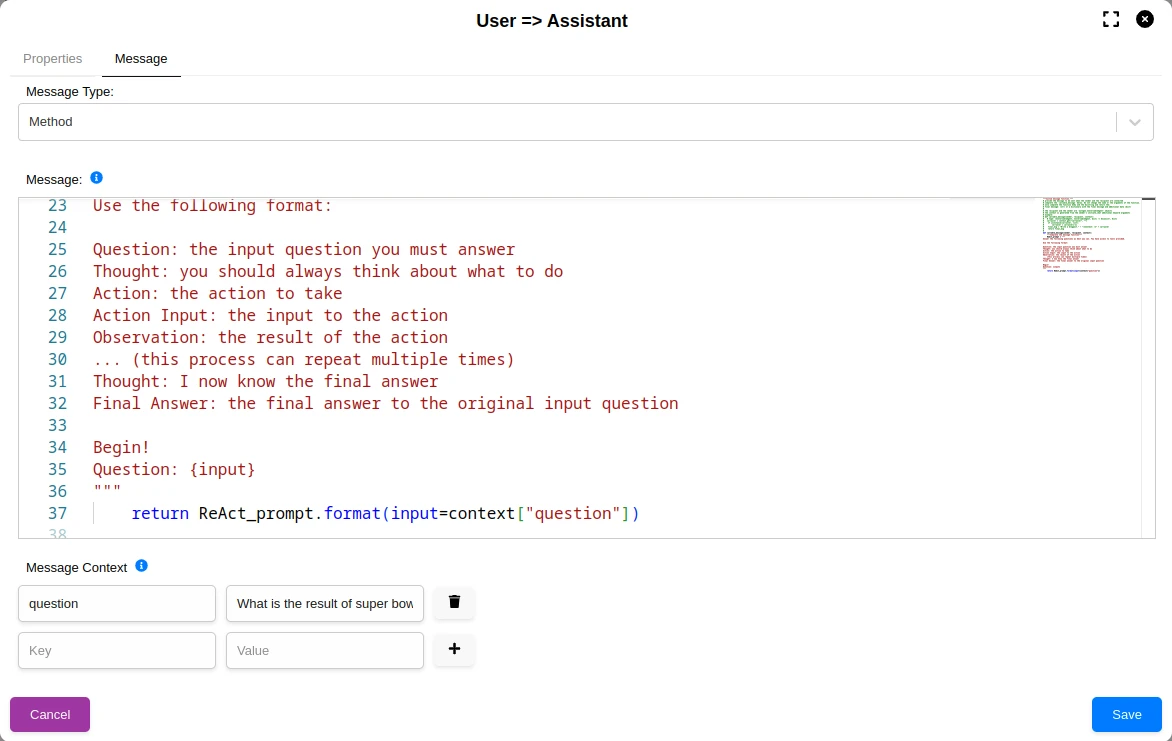 User => Assistant
Properties
Message
Message Type:
Method
Message:
23 Use the following format:
24
25 Question: the input question you must answer
26 Thought: you should always think about what to do
27 Action: the action to take
28 Action Input: the input to the action
29 Observation: the result of the action
30 ... (this process can repeat multiple times)
31 Thought: I now know the final answer
32 Final Answer: the final answer to the original input question
33
34 Begin!
35 Question: {input}
36 """
37 return ReAct_prompt.format(input=context["question"])
38
Message Context
question
What is the result of super bow
Key
Value
Cancel
Save